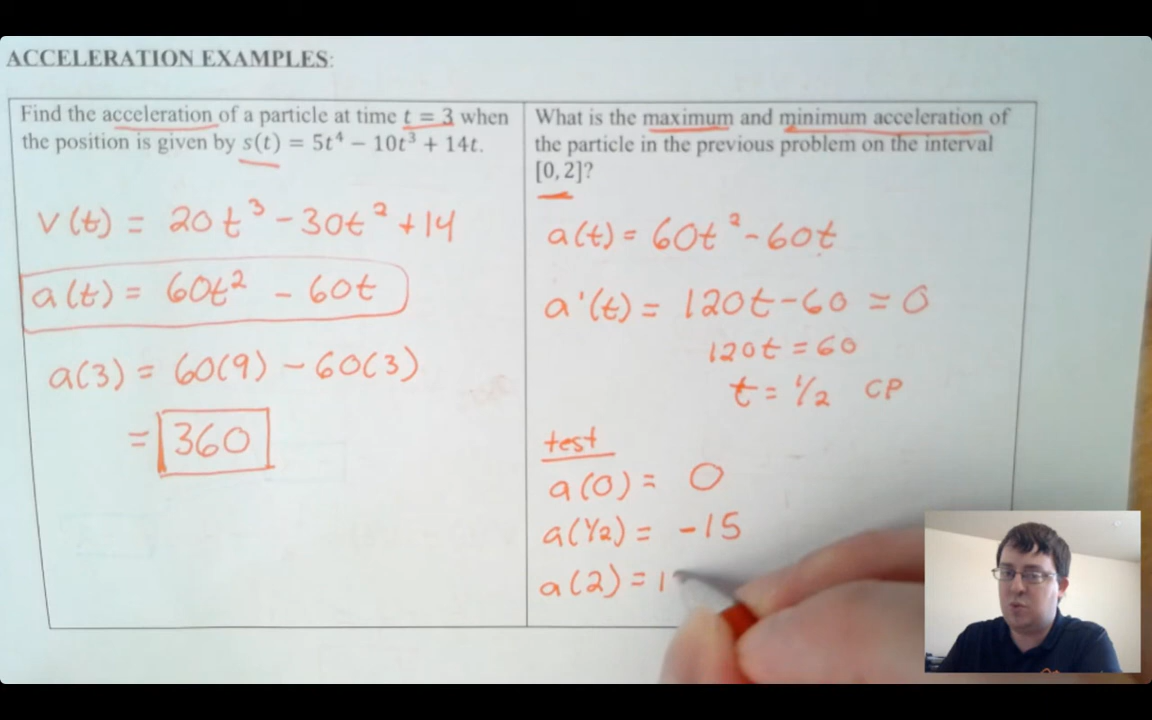 ACCELERATION EXAMPLES:
Find the acceleration of a particle at time t = 3 when
the position is given by s(t) = 5t⁴ − 10t³ + 14t.
v(t) = 20t³ - 30t² + 14
a(t) = 60t² - 60t
a(3) = 60(9) - 60(3)
= 360
What is the maximum and minimum acceleration of
the particle in the previous problem on the interval
[0, 2]?
a(t) = 60t² - 60t
a'(t) = 120t - 60 = 0
120t = 60
t = 1/2 CP
test
a(0) = 0
a(1/2) = -15
a(2) = 1